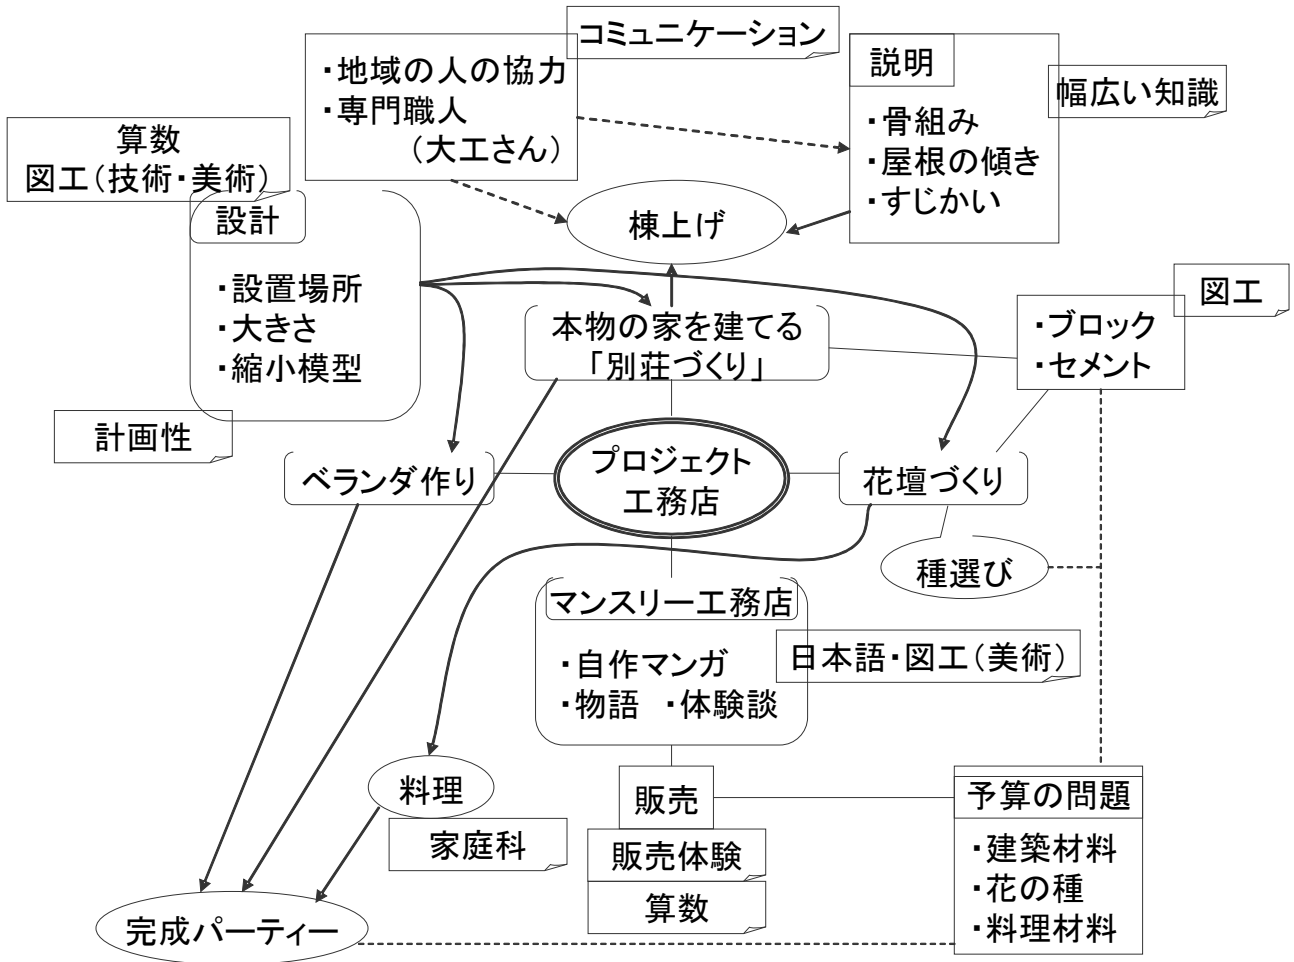 コミュニケーション
・地域の人の協力
・専門職人
（大工さん）
説明
・骨組み
・屋根の傾き
・すじかい
幅広い知識
算数
図工（技術・美術）
設計
・設置場所
・大きさ
・縮小模型
計画性
棟上げ
図工
・ブロック
・セメント
本物の家を建てる
「別荘づくり」
ベランダ作り
プロジェクト
工務店
花壇づくり
種選び
マンスリー工務店
・自作マンガ
・物語　・体験談
日本語・図工（美術）
料理
家庭科
販売
販売体験
算数
予算の問題
・建築材料
・花の種
・料理材料
完成パーティー